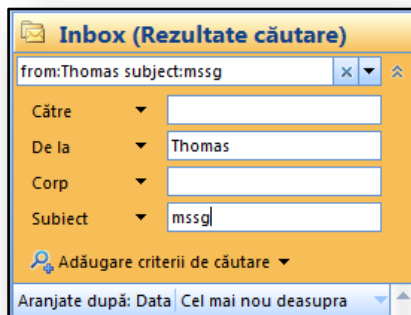 Inbox (Rezultate căutare)
from:Thomas subject:mssg
Către
De la Thomas
Corp
Subiect mssg
Adăugare criterii de căutare
Aranjate după: Data Cel mai nou deasupra